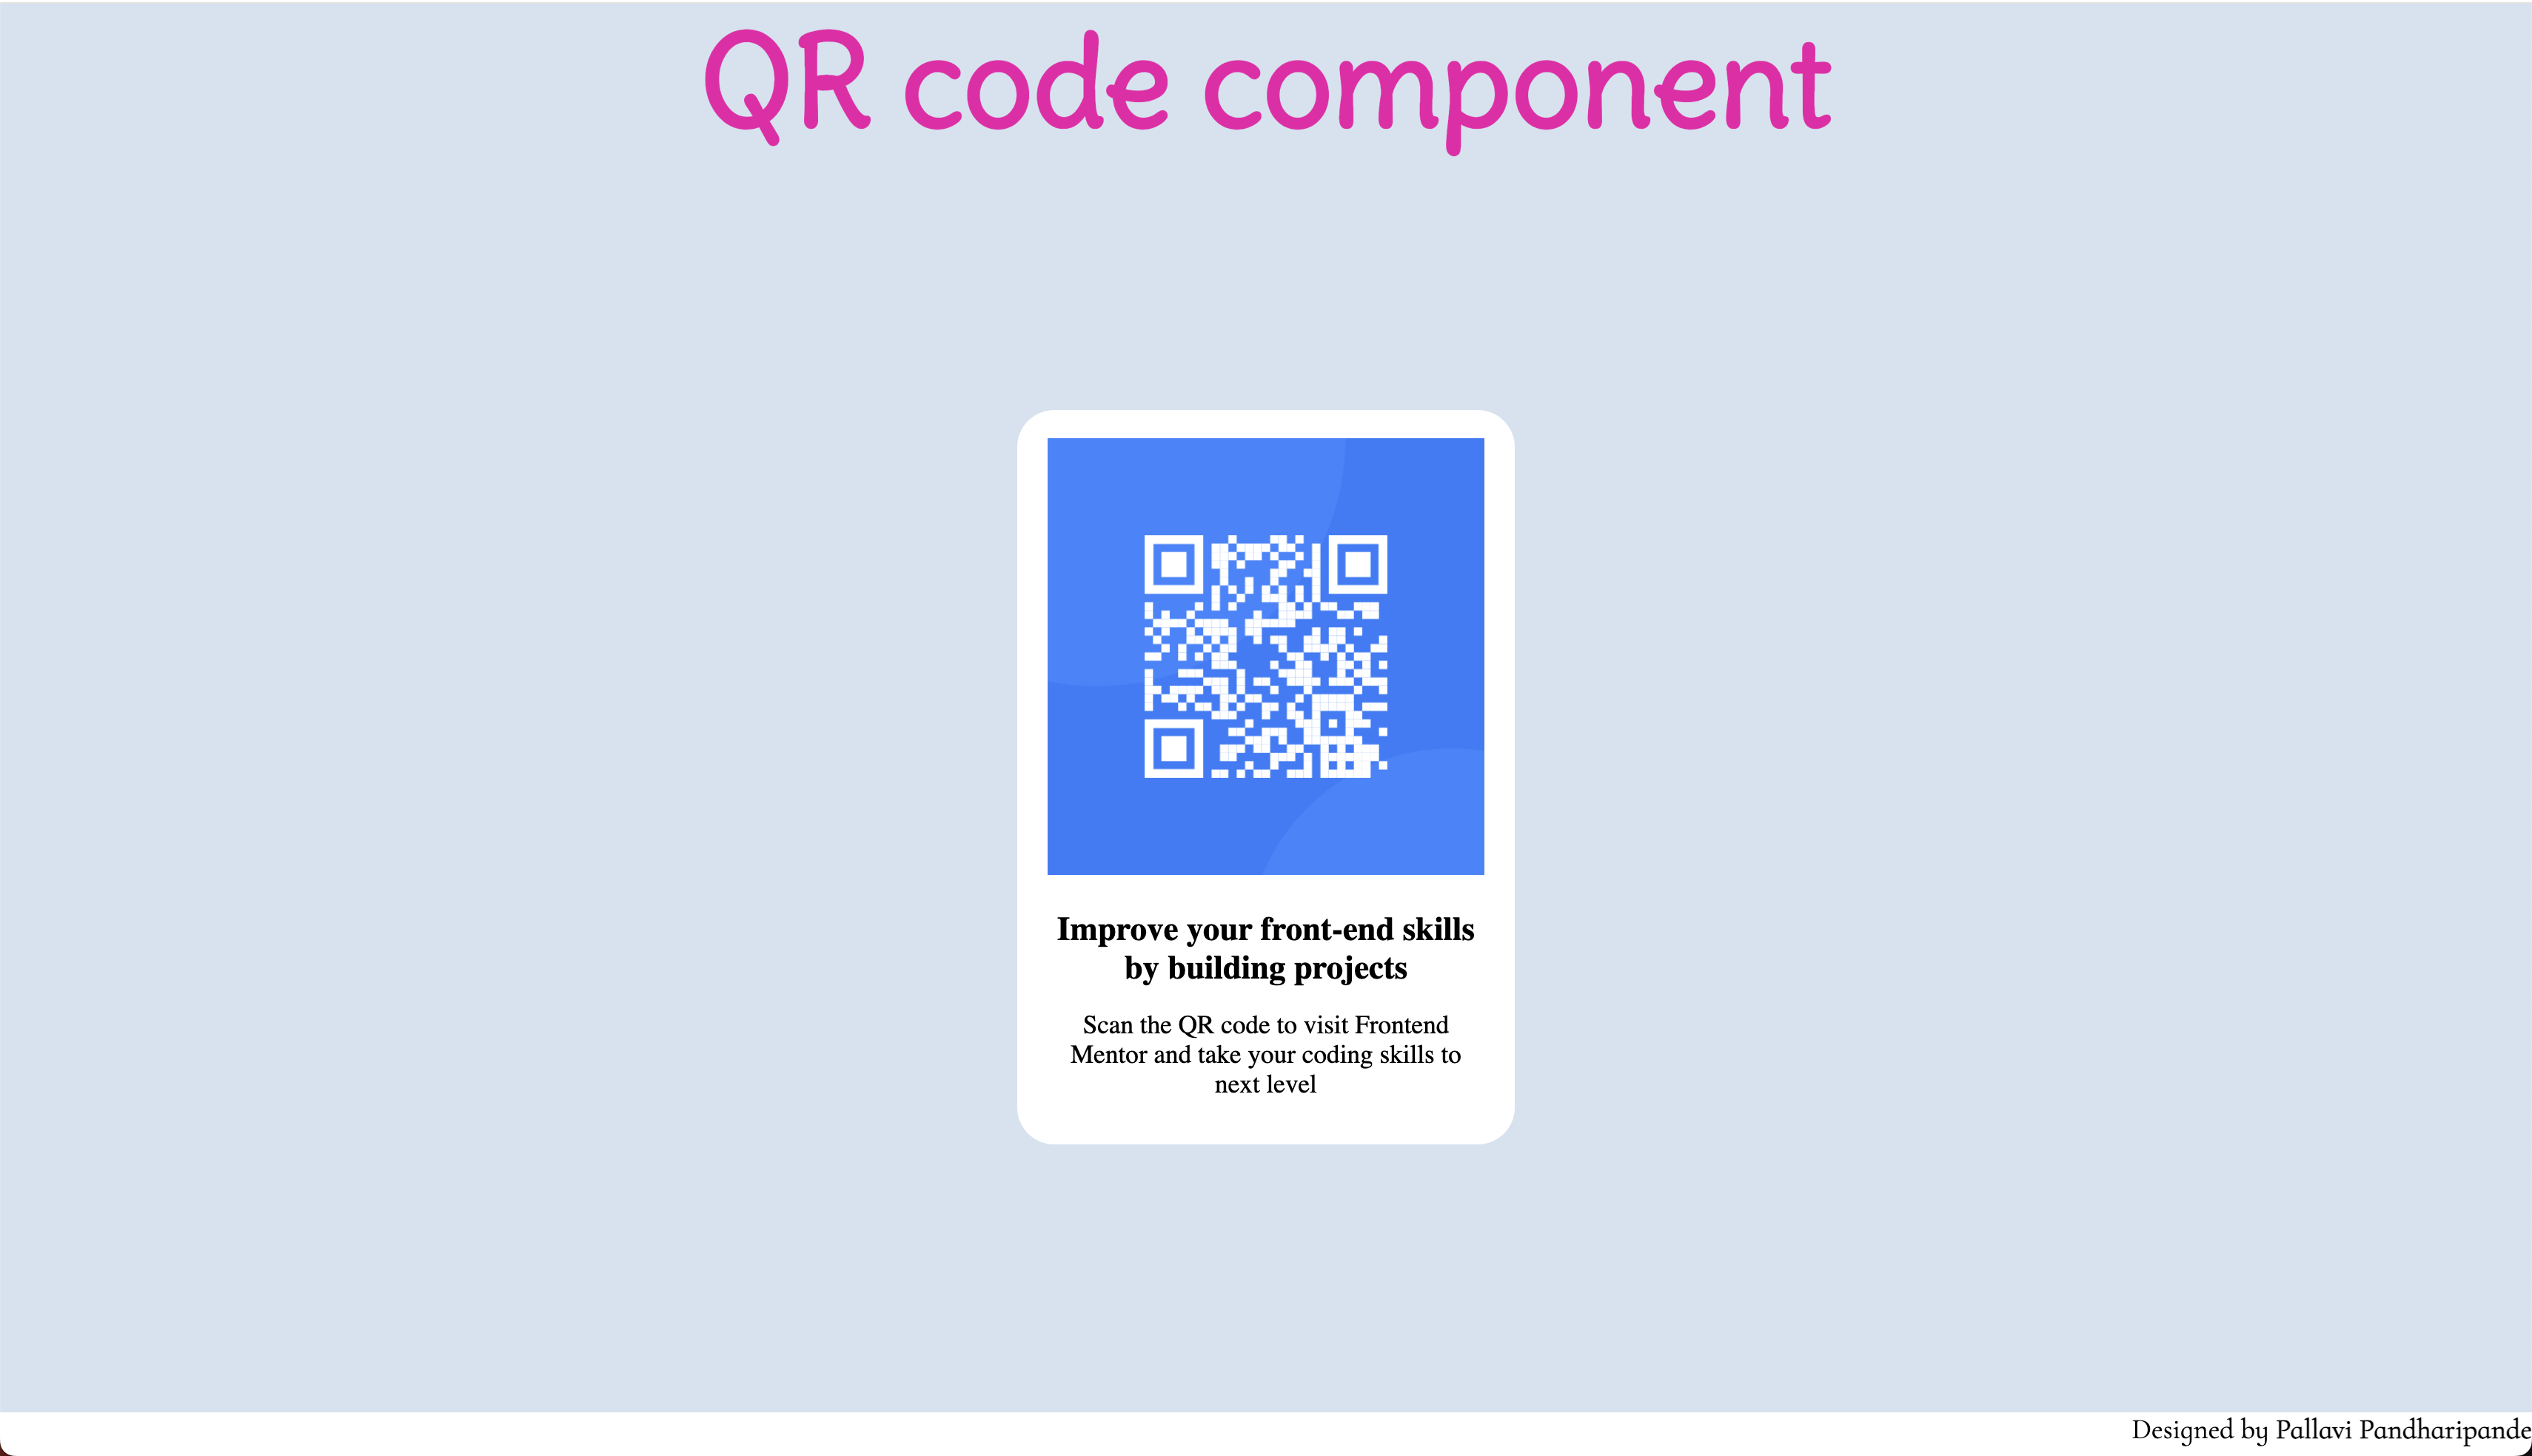 QR code component
Improve your front-end skills
by building projects
Scan the QR code to visit Frontend
Mentor and take your coding skills to
next level
Designed by Pallavi Pandharipande